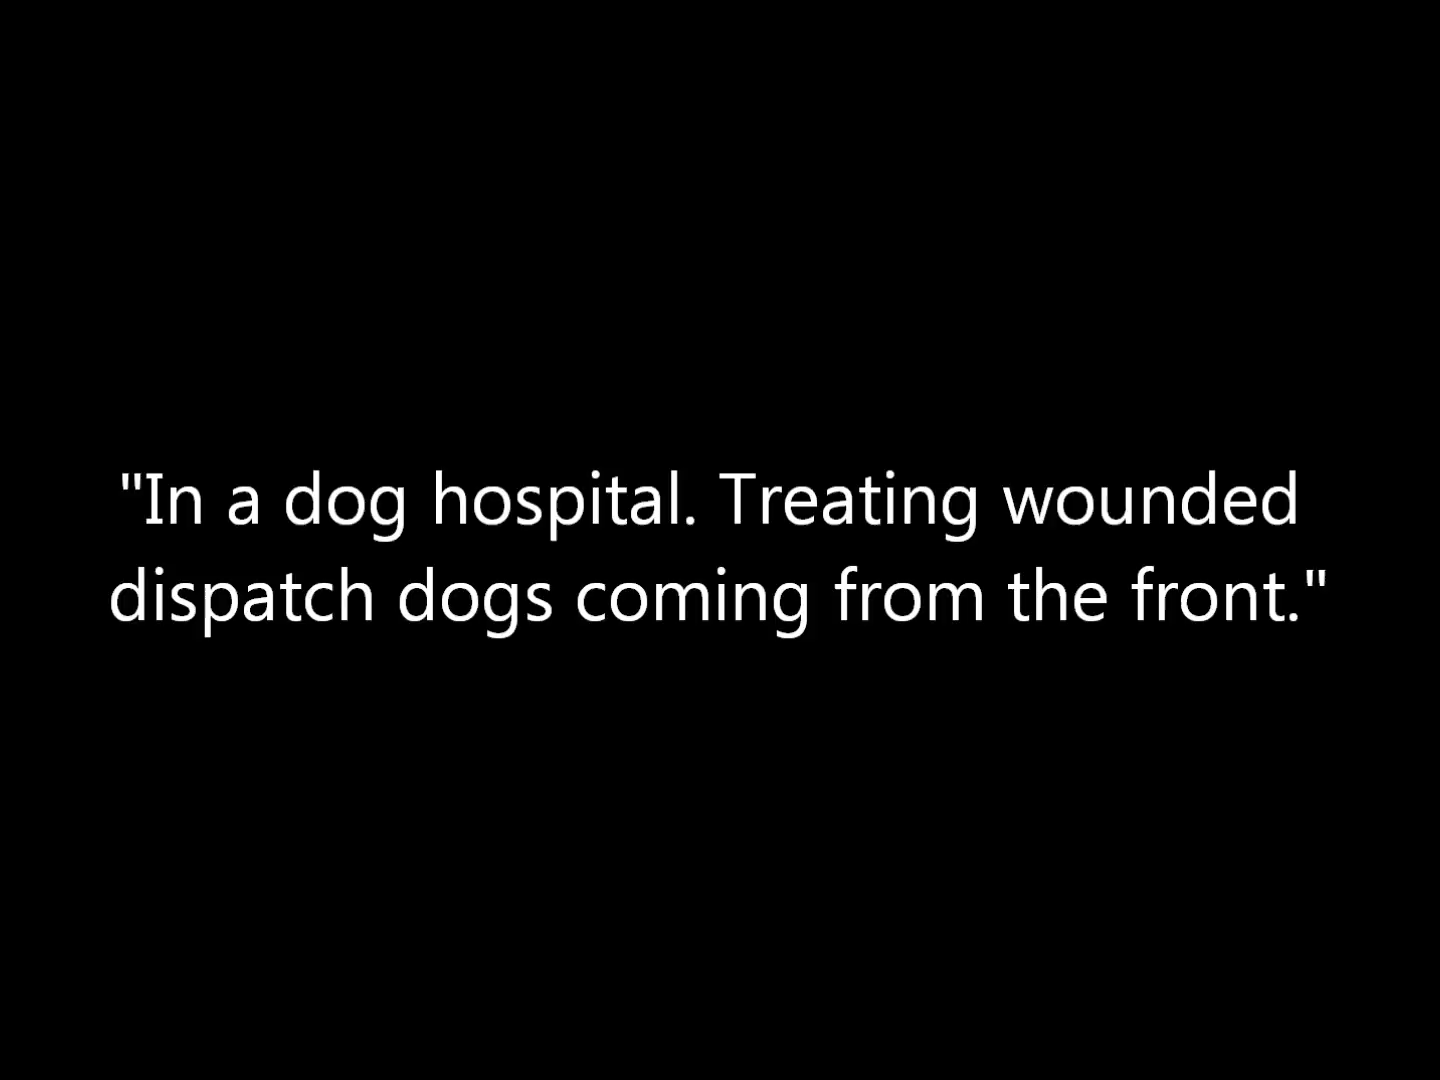 "In a dog hospital. Treating wounded
dispatch dogs coming from the front."